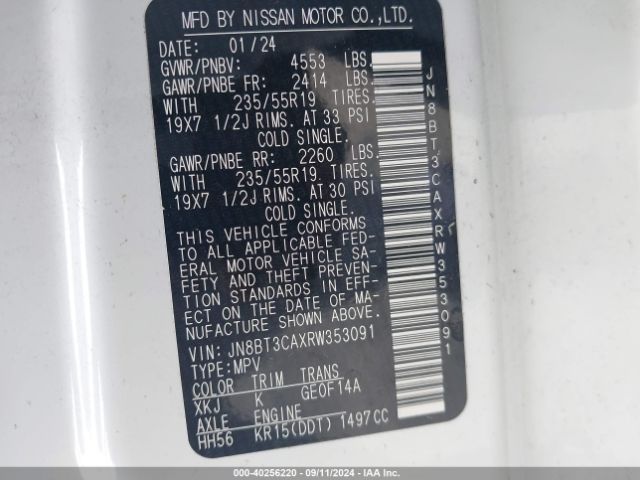 MFD BY NISSAN MOTOR CO.,LTD.
DATE: 01/24
GVWR/PNBV: 4553 LBS.
GAWR/PNBE FR: 2414 LBS.
WITH 235/55R19 TIRES.
19X7 1/2J RIMS. AT 33 PSI
COLD SINGLE.
GAWR/PNBE RR: 2260 LBS.
WITH 235/55R19. TIRES.
19X7 1/2J RIMS. AT 30 PSI
COLD SINGLE.
THIS VEHICLE CONFORMS
TO ALL APPLICABLE FED-
ERAL MOTOR VEHICLE SA-
FETY AND THEFT PREVEN-
TION STANDARDS IN EFF-
ECT ON THE DATE OF MA-
NUFACTURE SHOWN ABOVE.
VIN: JN8BT3CAXRW353091
TYPE:MPV
COLOR TRIM TRANS
XKJ K GE0F14A
AXLE ENGINE
HH56 KR15(DDT) 1497CC
JN8BT3CAXRW353091
000-40256220 - 09/11/2024 - IAA Inc.